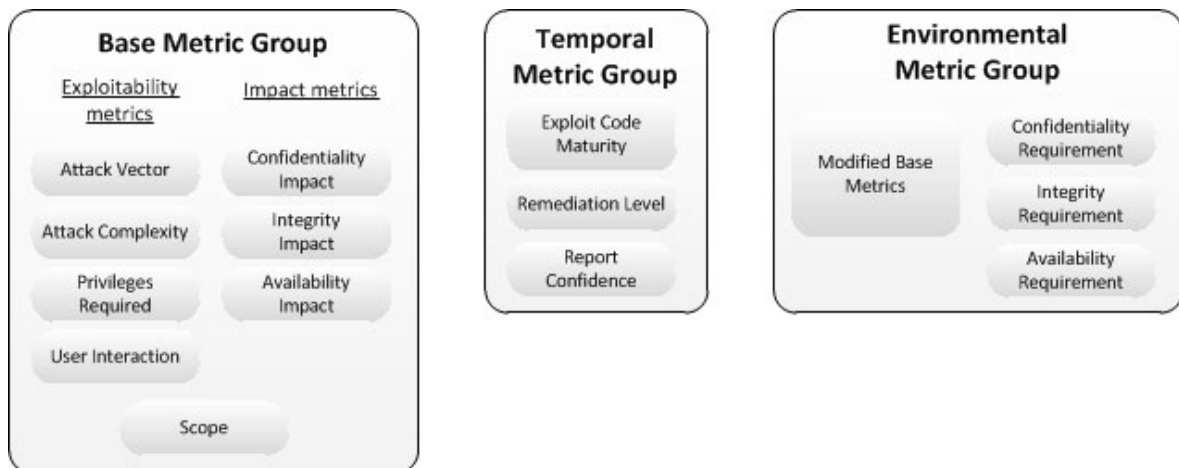 Base Metric Group
Exploitability
metrics
Impact metrics
Attack Vector
Confidentiality
Impact
Attack Complexity
Integrity
Impact
Privileges
Required
Availability
Impact
User Interaction
Scope
Temporal
Metric Group
Exploit Code
Maturity
Remediation Level
Report
Confidence
Environmental
Metric Group
Modified Base
Metrics
Confidentiality
Requirement
Integrity
Requirement
Availability
Requirement